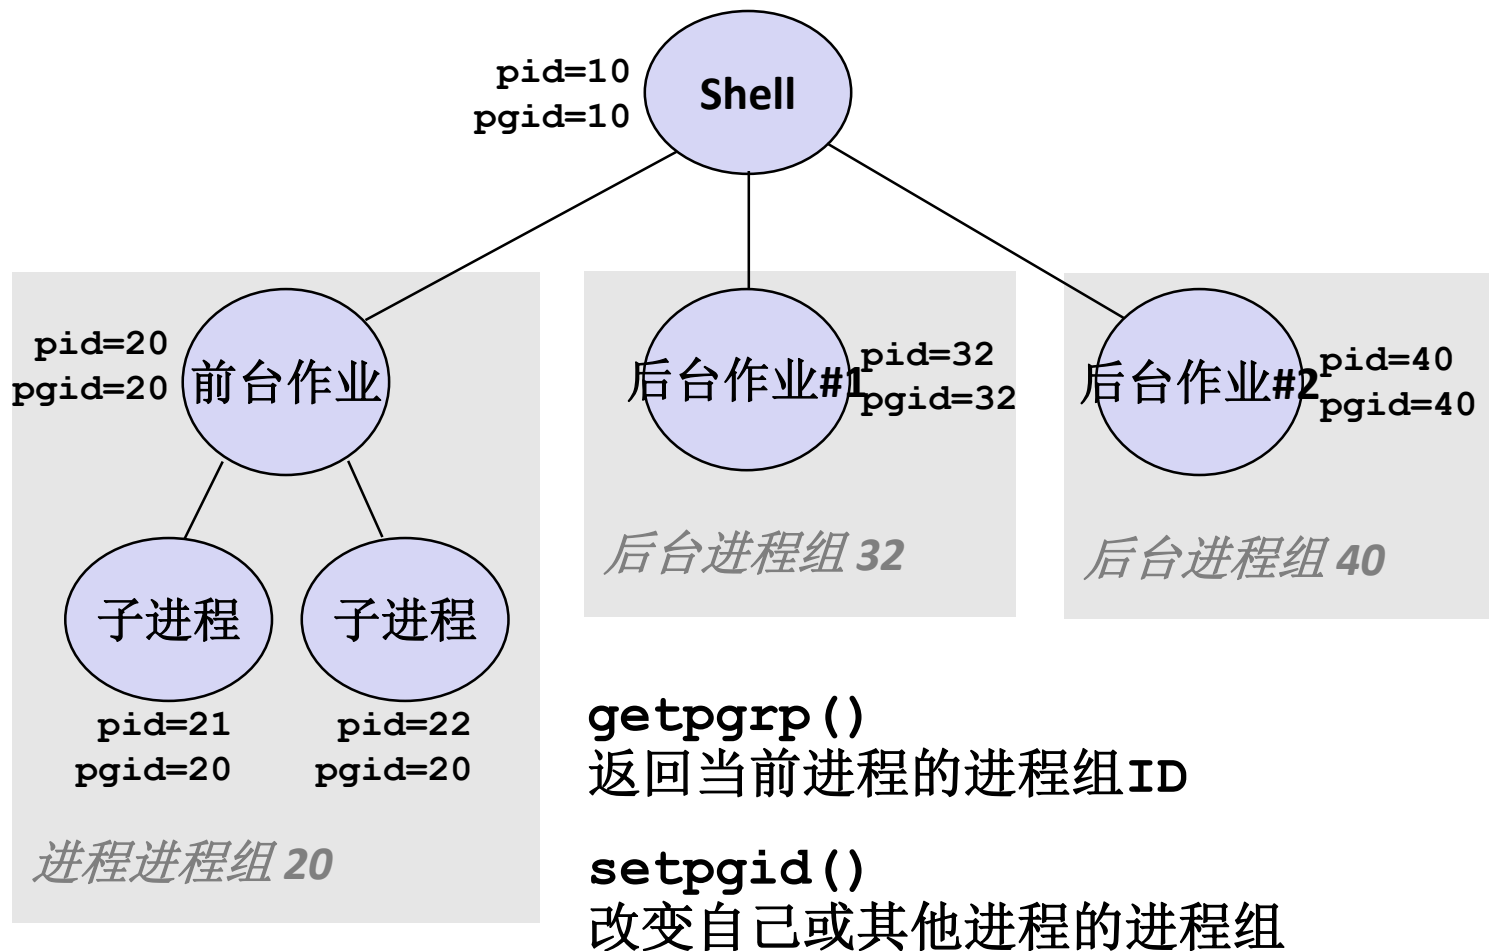 pid=10
pgid=10
Shell
pid=20
pgid=20
前台作业
后台作业#1
pid=32
pgid=32
后台作业#2
pid=40
pgid=40
后台进程组 32
后台进程组 40
子进程
子进程
pid=21
pgid=20
pid=22
pgid=20
进程进程组 20
getpgrp()
返回当前进程的进程组ID
setpgid()
改变自己或其他进程的进程组